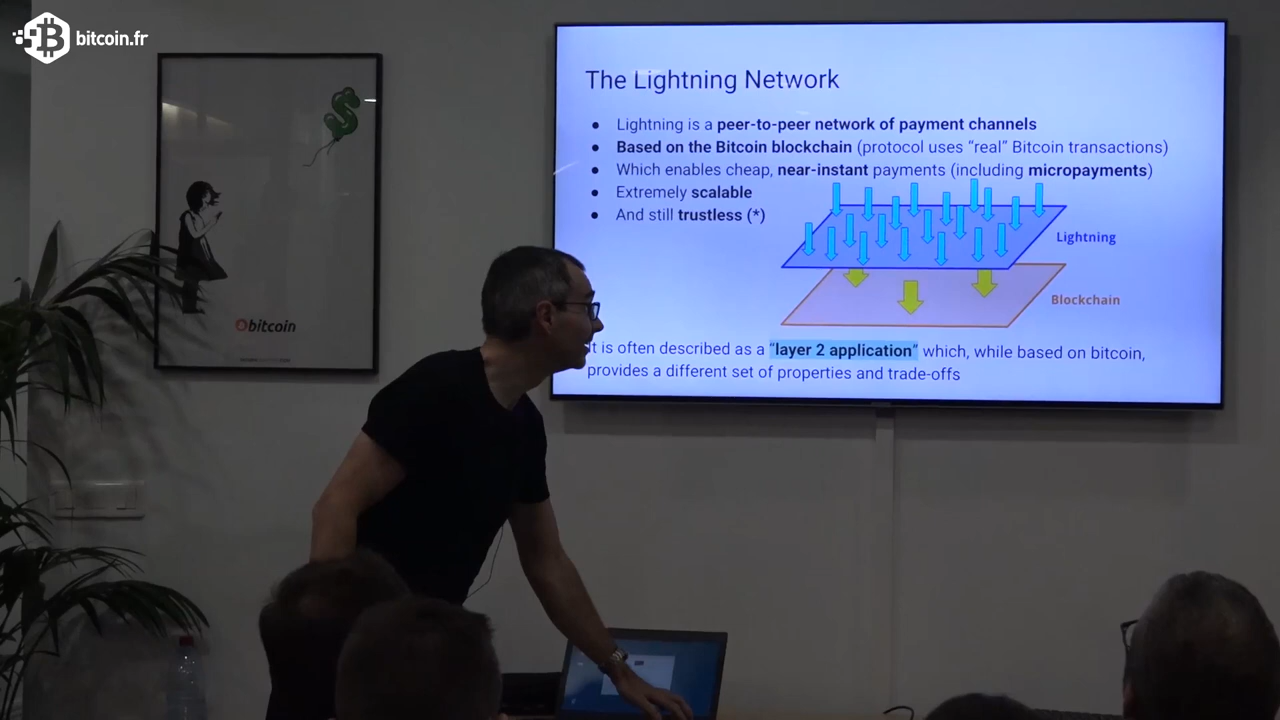 bitcoin.fr
The Lightning Network
Lightning is a peer-to-peer network of payment channels
Based on the Bitcoin blockchain (protocol uses “real” Bitcoin transactions)
Which enables cheap, near-instant payments (including micropayments)
Extremely scalable
And still trustless (*)
Lightning
Blockchain
It is often described as a “layer 2 application” which, while based on bitcoin,
provides a different set of properties and trade-offs
bitcoin